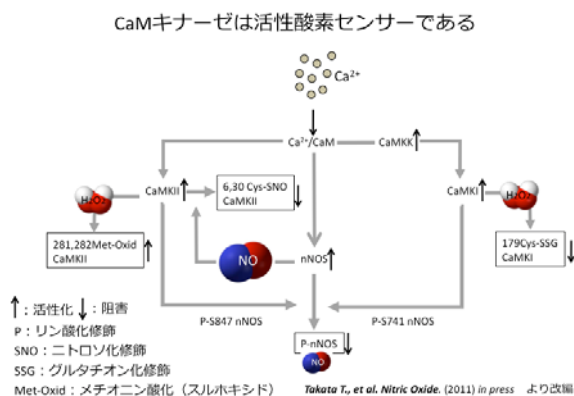 CaMキナーゼは活性酸素センサーである
Ca²⁺
Ca²⁺/CaM
CaMKK
CaMKII
6,30 Cys-SNO
CaMKII
CaMKI
H₂O₂
H₂O₂
281,282Met-Oxid
CaMKII
NO
nNOS
179Cys-SSG
CaMKI
:活性化 :阻害
P-S847 nNOS
P-S741 nNOS
P:リン酸化修飾
SNO:ニトロソ化修飾
SSG:グルタチオン化修飾
Met-Oxid:メチオニン酸化(スルホキシド)
P-nNOS
NO
Takata T., et al. Nitric Oxide. (2011) in press より改編